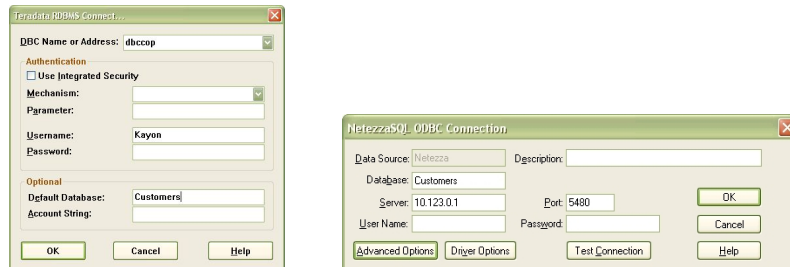 Teradata RDBMS Connect...
DBC Name or Address: dbccop
Authentication
Use Integrated Security
Mechanism:
Parameter:
Username: Kayon
Password:
Optional
Default Database: Customers
Account String:
OK Cancel Help
NetezzaSQL ODBC Connection
Data Source: Netezza Description:
Database: Customers
Server: 10.123.0.1 Port: 5480 OK
User Name: Password: Cancel
Advanced Options Driver Options Test Connection Help